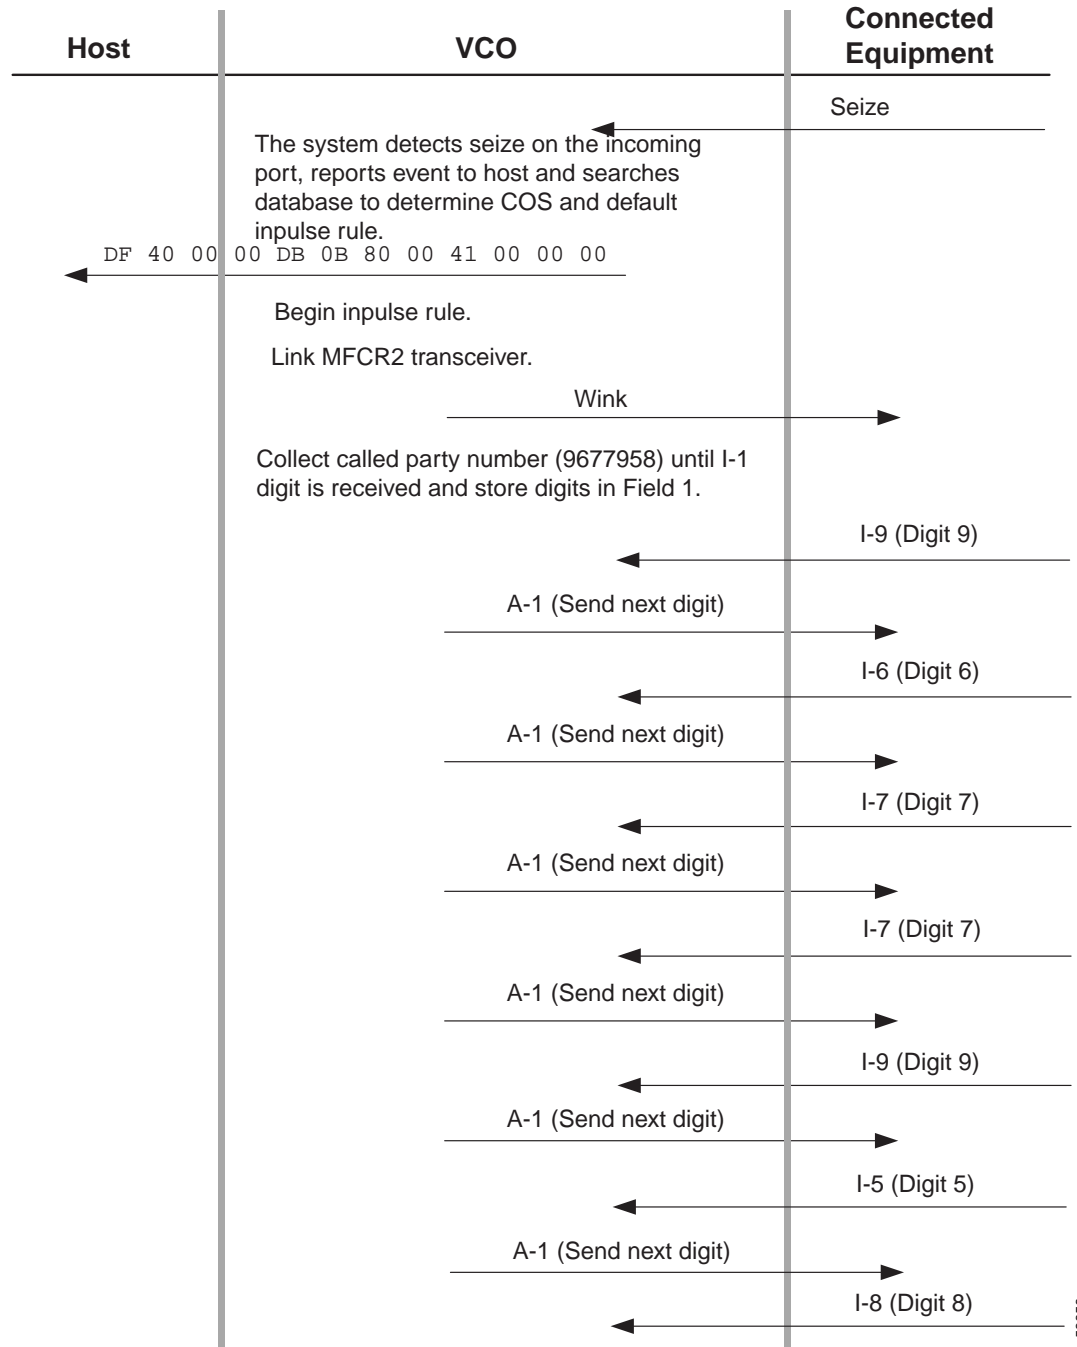 Host
VCO
Connected
Equipment
Seize
The system detects seize on the incoming
port, reports event to host and searches
database to determine COS and default
inpulse rule.
DF 40 00 00 DB 0B 80 00 41 00 00 00
Begin inpulse rule.
Link MFCR2 transceiver.
Wink
Collect called party number (9677958) until I-1
digit is received and store digits in Field 1.
I-9 (Digit 9)
A-1 (Send next digit)
I-6 (Digit 6)
A-1 (Send next digit)
I-7 (Digit 7)
A-1 (Send next digit)
I-7 (Digit 7)
A-1 (Send next digit)
I-9 (Digit 9)
A-1 (Send next digit)
I-5 (Digit 5)
A-1 (Send next digit)
I-8 (Digit 8)